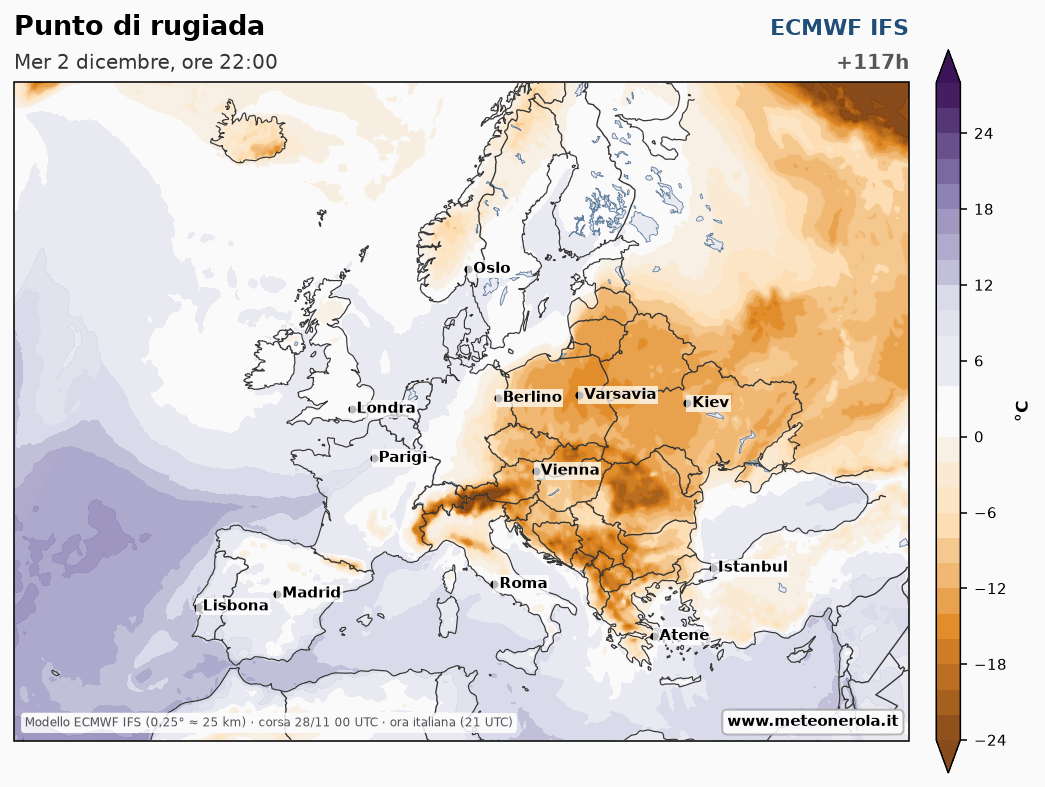 Punto di rugiada
ECMWF IFS
Mer 2 dicembre, ore 22:00
+117h
Oslo
Londra
Berlino
Varsavia
Kiev
Parigi
Vienna
Istanbul
Roma
Madrid
Lisbona
Atene
24
18
12
6
0
−6
−12
−18
−24
°C
Modello ECMWF IFS (0,25° ≈ 25 km) · corsa 28/11 00 UTC · ora italiana (21 UTC)
www.meteonerola.it